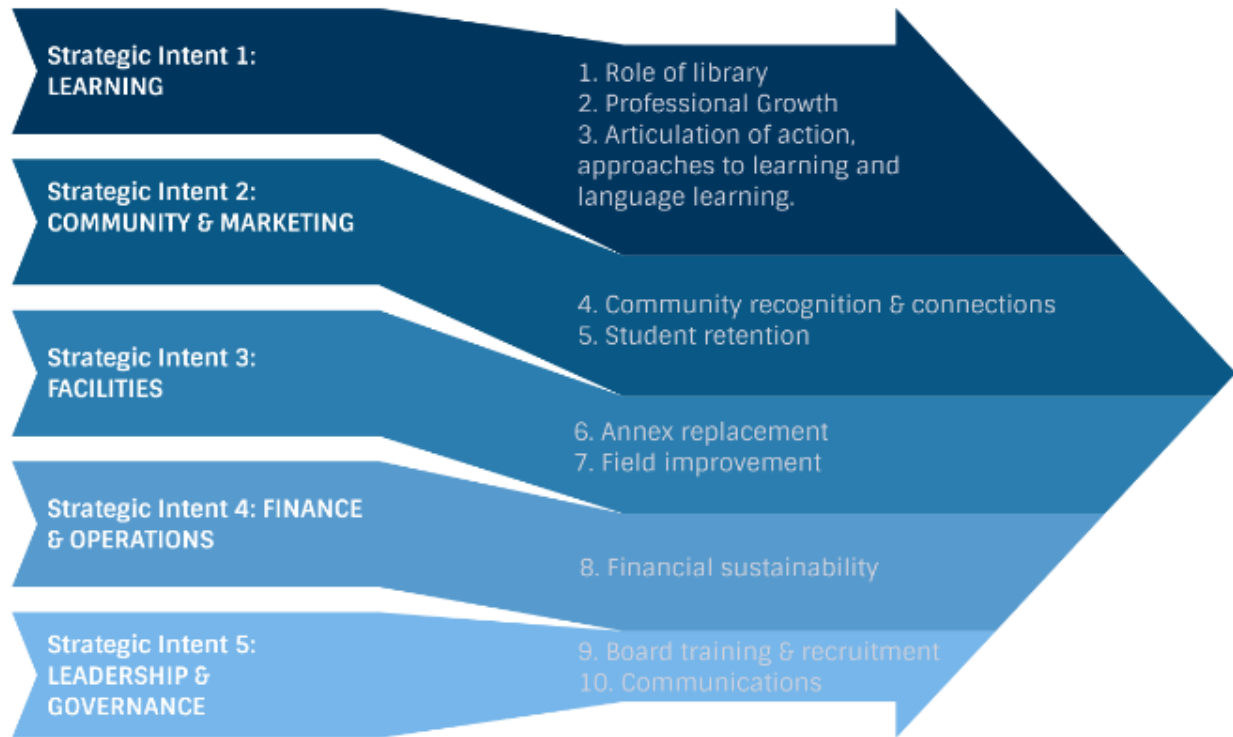 Strategic Intent 1:
LEARNING
1. Role of library
2. Professional Growth
3. Articulation of action,
approaches to learning and
language learning.
Strategic Intent 2:
COMMUNITY & MARKETING
4. Community recognition & connections
5. Student retention
Strategic Intent 3:
FACILITIES
6. Annex replacement
7. Field improvement
Strategic Intent 4: FINANCE
& OPERATIONS
8. Financial sustainability
Strategic Intent 5:
LEADERSHIP &
GOVERNANCE
9. Board training & recruitment
10. Communications